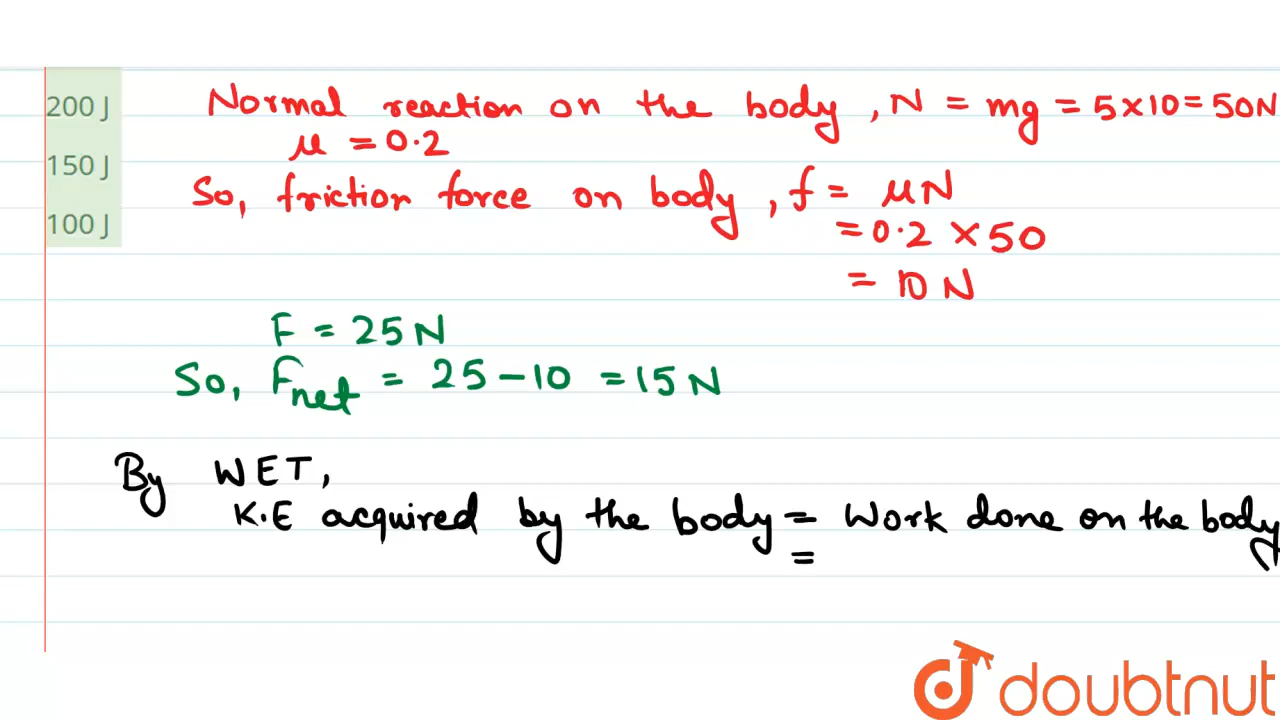 200 J
150 J
100 J
Normal reaction on the body, N = mg = 5×10 = 50N
μ = 0.2
So, friction force on body, f = μN
= 0.2 × 50
= 10 N
F = 25 N
So, Fnet = 25 - 10 = 15 N
By WET,
K.E acquired by the body = Work done on the body
=
doubtnut